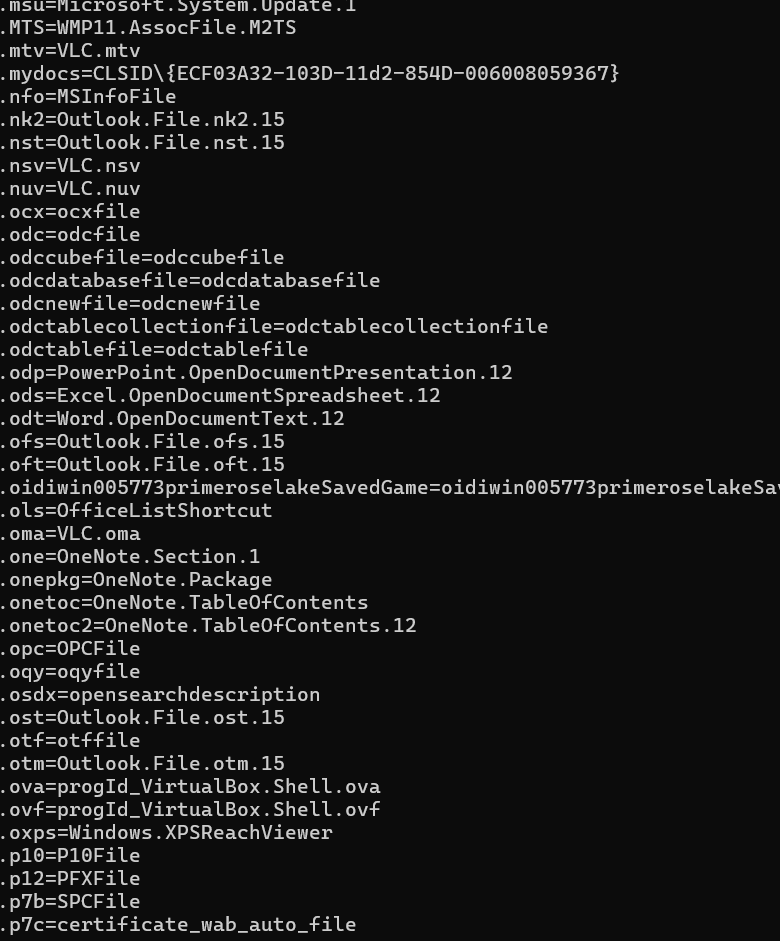 .msu=Microsoft.System.Update.1
.MTS=WMP11.AssocFile.M2TS
.mtv=VLC.mtv
.mydocs=CLSID\{ECF03A32-103D-11d2-854D-006008059367}
.nfo=MSInfoFile
.nk2=Outlook.File.nk2.15
.nst=Outlook.File.nst.15
.nsv=VLC.nsv
.nuv=VLC.nuv
.ocx=ocxfile
.odc=odcfile
.odccubefile=odccubefile
.odcdatabasefile=odcdatabasefile
.odcnewfile=odcnewfile
.odctablecollectionfile=odctablecollectionfile
.odctablefile=odctablefile
.odp=PowerPoint.OpenDocumentPresentation.12
.ods=Excel.OpenDocumentSpreadsheet.12
.odt=Word.OpenDocumentText.12
.ofs=Outlook.File.ofs.15
.oft=Outlook.File.oft.15
.oidiwin005773primeroselakeSavedGame=oidiwin005773primeroselakeSav
.ols=OfficeListShortcut
.oma=VLC.oma
.one=OneNote.Section.1
.onepkg=OneNote.Package
.onetoc=OneNote.TableOfContents
.onetoc2=OneNote.TableOfContents.12
.opc=OPCFile
.oqy=oqyfile
.osdx=opensearchdescription
.ost=Outlook.File.ost.15
.otf=otffile
.otm=Outlook.File.otm.15
.ova=progId_VirtualBox.Shell.ova
.ovf=progId_VirtualBox.Shell.ovf
.oxps=Windows.XPSReachViewer
.p10=P10File
.p12=PFXFile
.p7b=SPCFile
.p7c=certificate_wab_auto_file